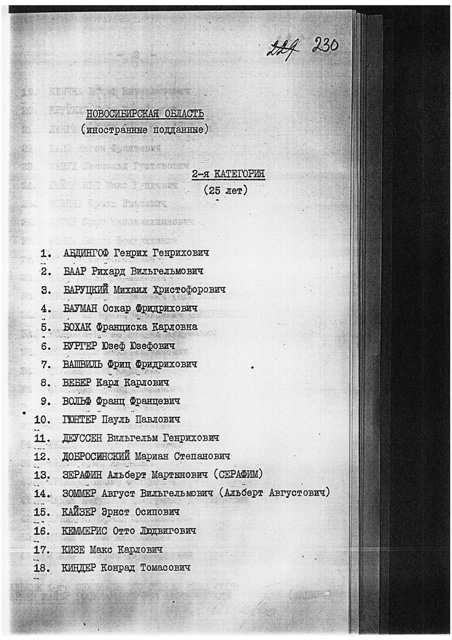 229 230
НОВОСИБИРСКАЯ ОБЛАСТЬ
(иностранные подданные)
2-я КАТЕГОРИЯ
(25 лет)
1. АБДИНГОФ Генрих Генрихович
2. БААР Рихард Вильгельмович
3. БАРУЦКИЙ Михаил Христофорович
4. БАУМАН Оскар Фридрихович
5. БОХАК Франциска Карловна
6. БУРГЕР Юзеф Юзефович
7. ВАШВИЛЬ Фриц Фридрихович
8. ВЕБЕР Карл Карлович
9. ВОЛЬФ Франц Францевич
10. ГЮНТЕР Пауль Павлович
11. ДЕУССЕН Вильгельм Генрихович
12. ДОБРОСИНСКИЙ Мариан Степанович
13. ЗЕРАФИН Альберт Мартынович (СЕРАФИМ)
14. ЗОММЕР Август Вильгельмович (Альберт Августович)
15. КАЙЗЕР Эрнст Осипович
16. КЕММЕРИС Отто Людвигович
17. КИЗЕ Макс Карлович
18. КИНДЕР Конрад Томасович